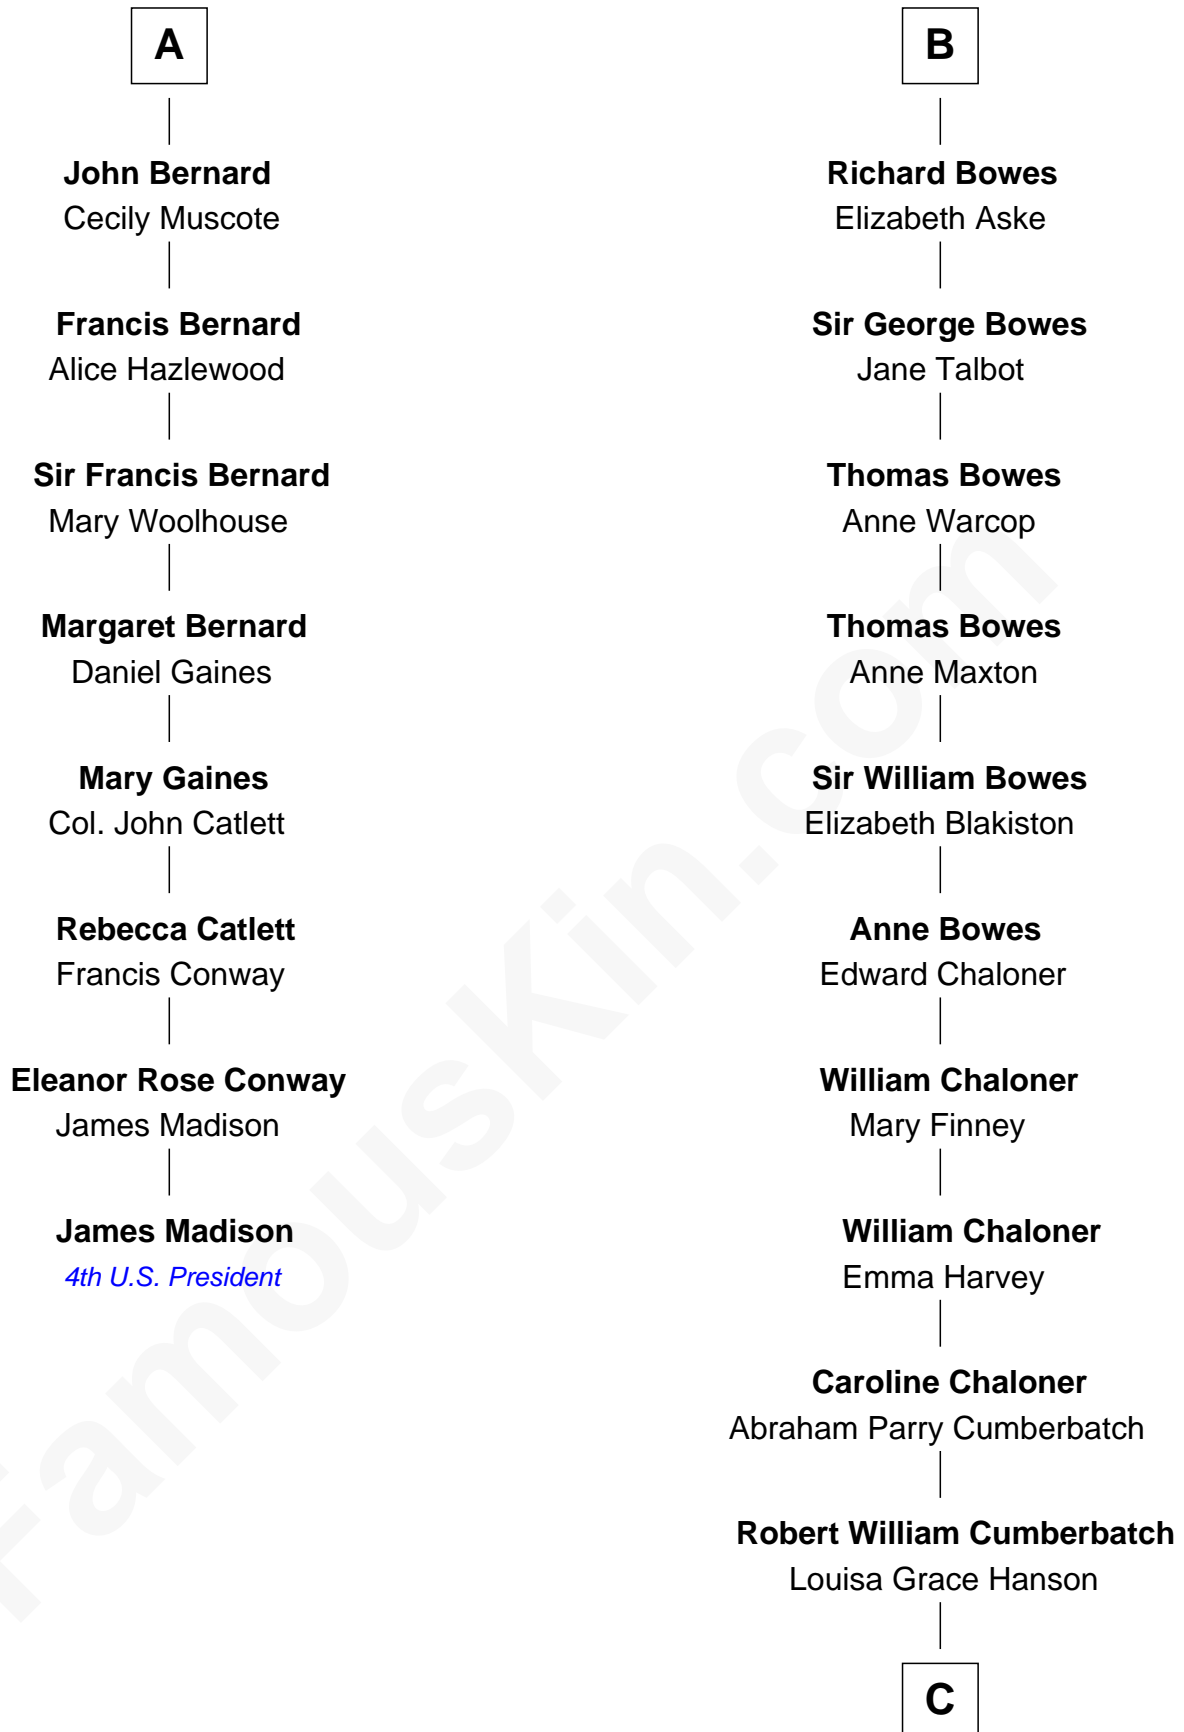 A
John Bernard
Cecily Muscote
Francis Bernard
Alice Hazlewood
Sir Francis Bernard
Mary Woolhouse
Margaret Bernard
Daniel Gaines
Mary Gaines
Col. John Catlett
Rebecca Catlett
Francis Conway
Eleanor Rose Conway
James Madison
James Madison
4th U.S. President
B
Richard Bowes
Elizabeth Aske
Sir George Bowes
Jane Talbot
Thomas Bowes
Anne Warcop
Thomas Bowes
Anne Maxton
Sir William Bowes
Elizabeth Blakiston
Anne Bowes
Edward Chaloner
William Chaloner
Mary Finney
William Chaloner
Emma Harvey
Caroline Chaloner
Abraham Parry Cumberbatch
Robert William Cumberbatch
Louisa Grace Hanson
C
FamousKin.com